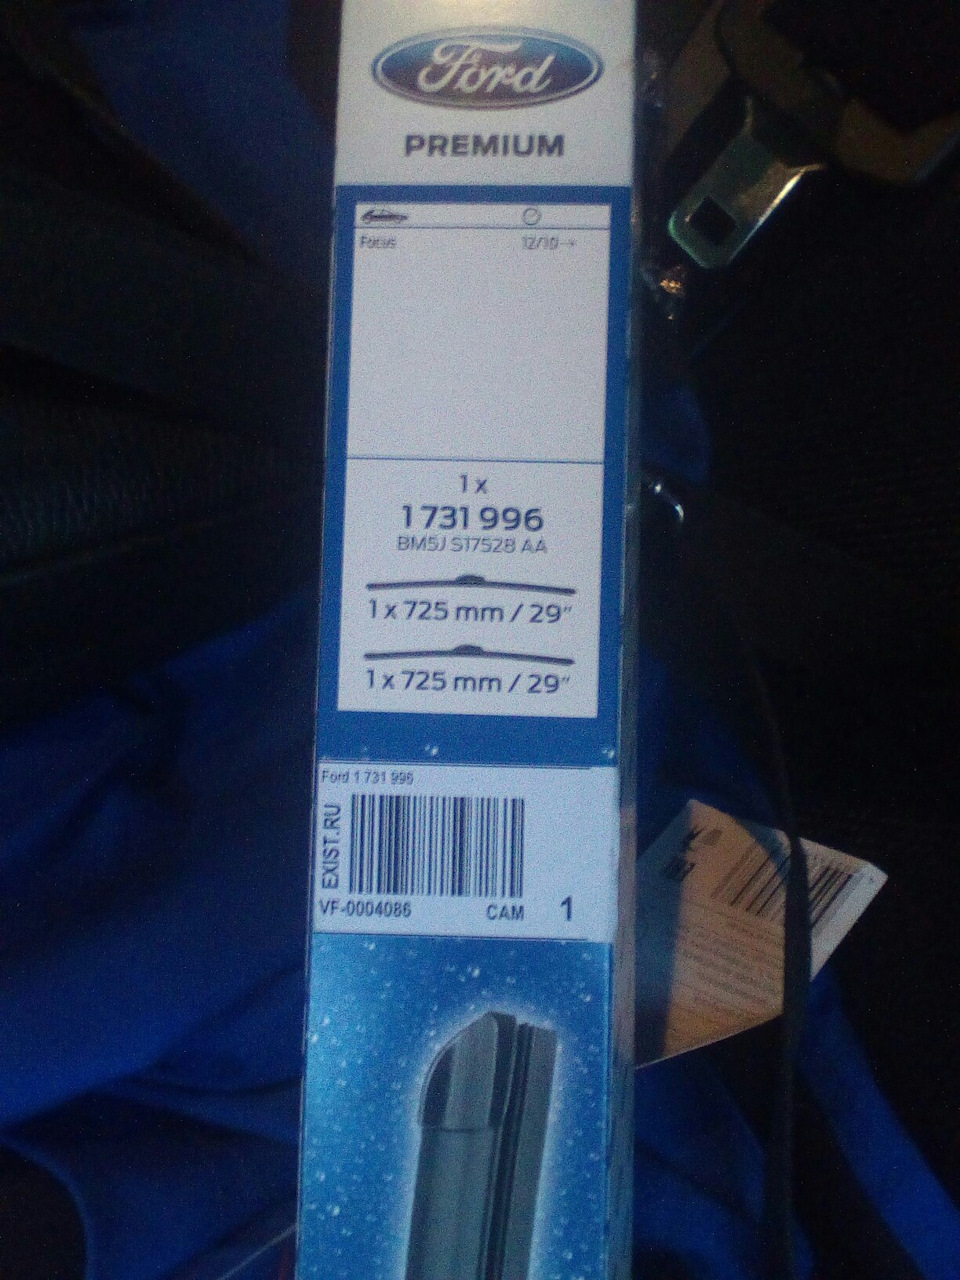 Ford
PREMIUM
Focus 12/10→
1 x
1 731 996
BM5J S17528 AA
1 x 725 mm / 29"
1 x 725 mm / 29"
Ford 1 731 996
EXIST.RU
VF-0004086 CAM 1